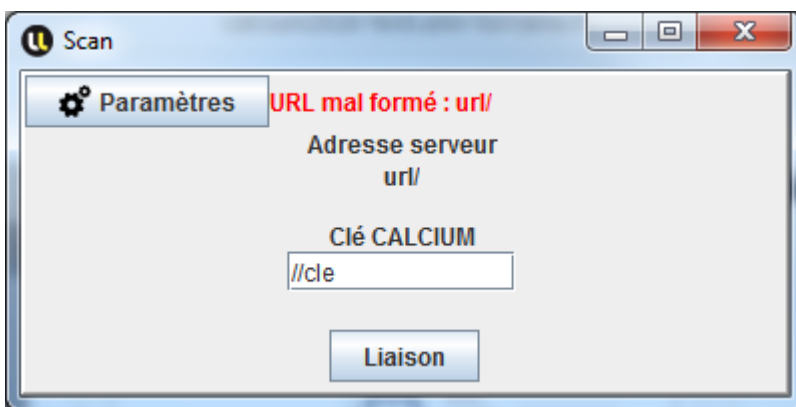 Scan
Paramètres
URL mal formé : url/
Adresse serveur
url/
Clé CALCIUM
//cle
Liaison